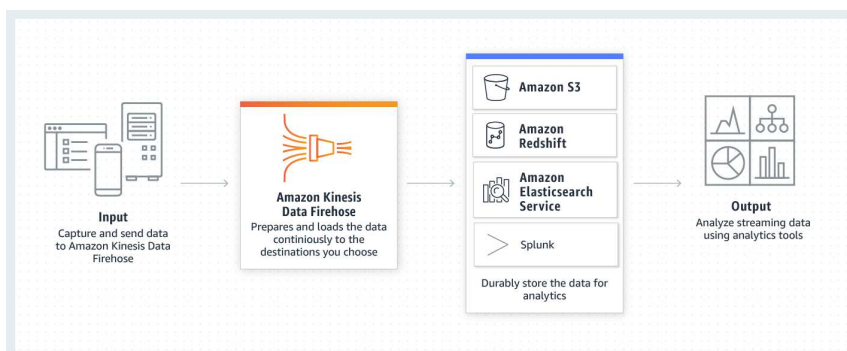 Input
Capture and send data
to Amazon Kinesis Data
Firehose
Amazon Kinesis
Data Firehose
Prepares and loads the data
continiously to the
destinations you choose
Amazon S3
Amazon
Redshift
Amazon
Elasticsearch
Service
Splunk
Durably store the data for
analytics
Output
Analyze streaming data
using analytics tools